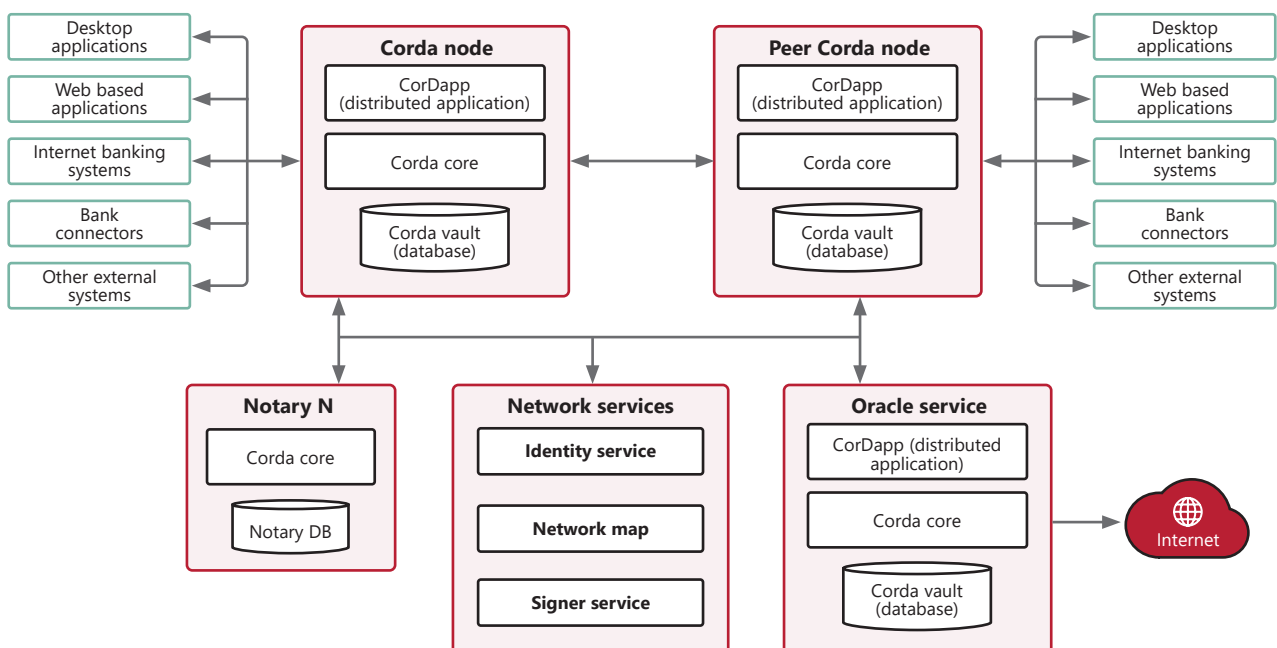 Desktop
applications
Web based
applications
Internet banking
systems
Bank
connectors
Other external
systems
Corda node
CorDapp
(distributed application)
Corda core
Corda vault
(database)
Peer Corda node
CorDapp
(distributed application)
Corda core
Corda vault
(database)
Desktop
applications
Web based
applications
Internet banking
systems
Bank
connectors
Other external
systems
Notary N
Corda core
Notary DB
Network services
Identity service
Network map
Signer service
Oracle service
CorDapp (distributed
application)
Corda core
Corda vault
(database)
Internet